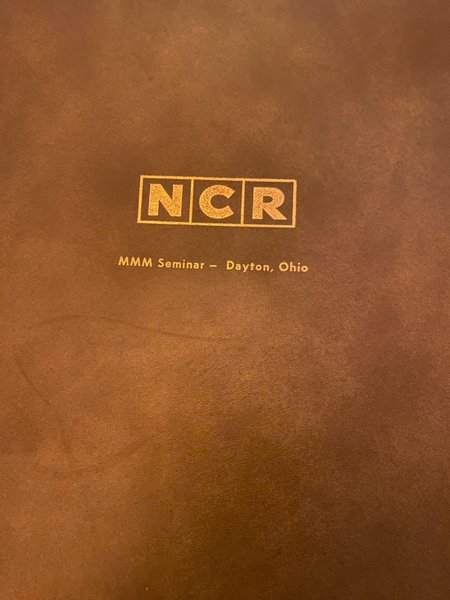 NCR
MMM Seminar – Dayton, Ohio